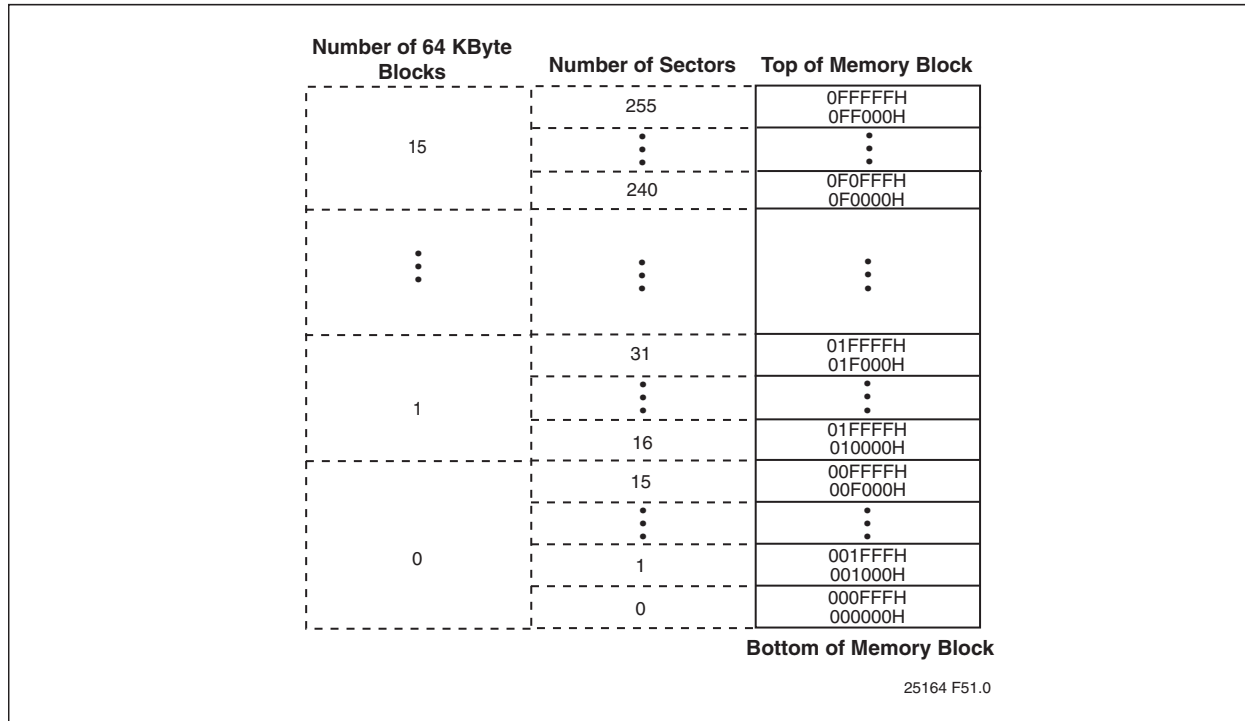 Number of 64 KByte
Blocks
Number of Sectors
Top of Memory Block
15
255
0FFFFFH
0FF000H
240
0F0FFFH
0F0000H
1
31
01FFFFH
01F000H
16
01FFFFH
010000H
0
15
00FFFFH
00F000H
1
001FFFH
001000H
0
000FFFH
000000H
Bottom of Memory Block
25164 F51.0